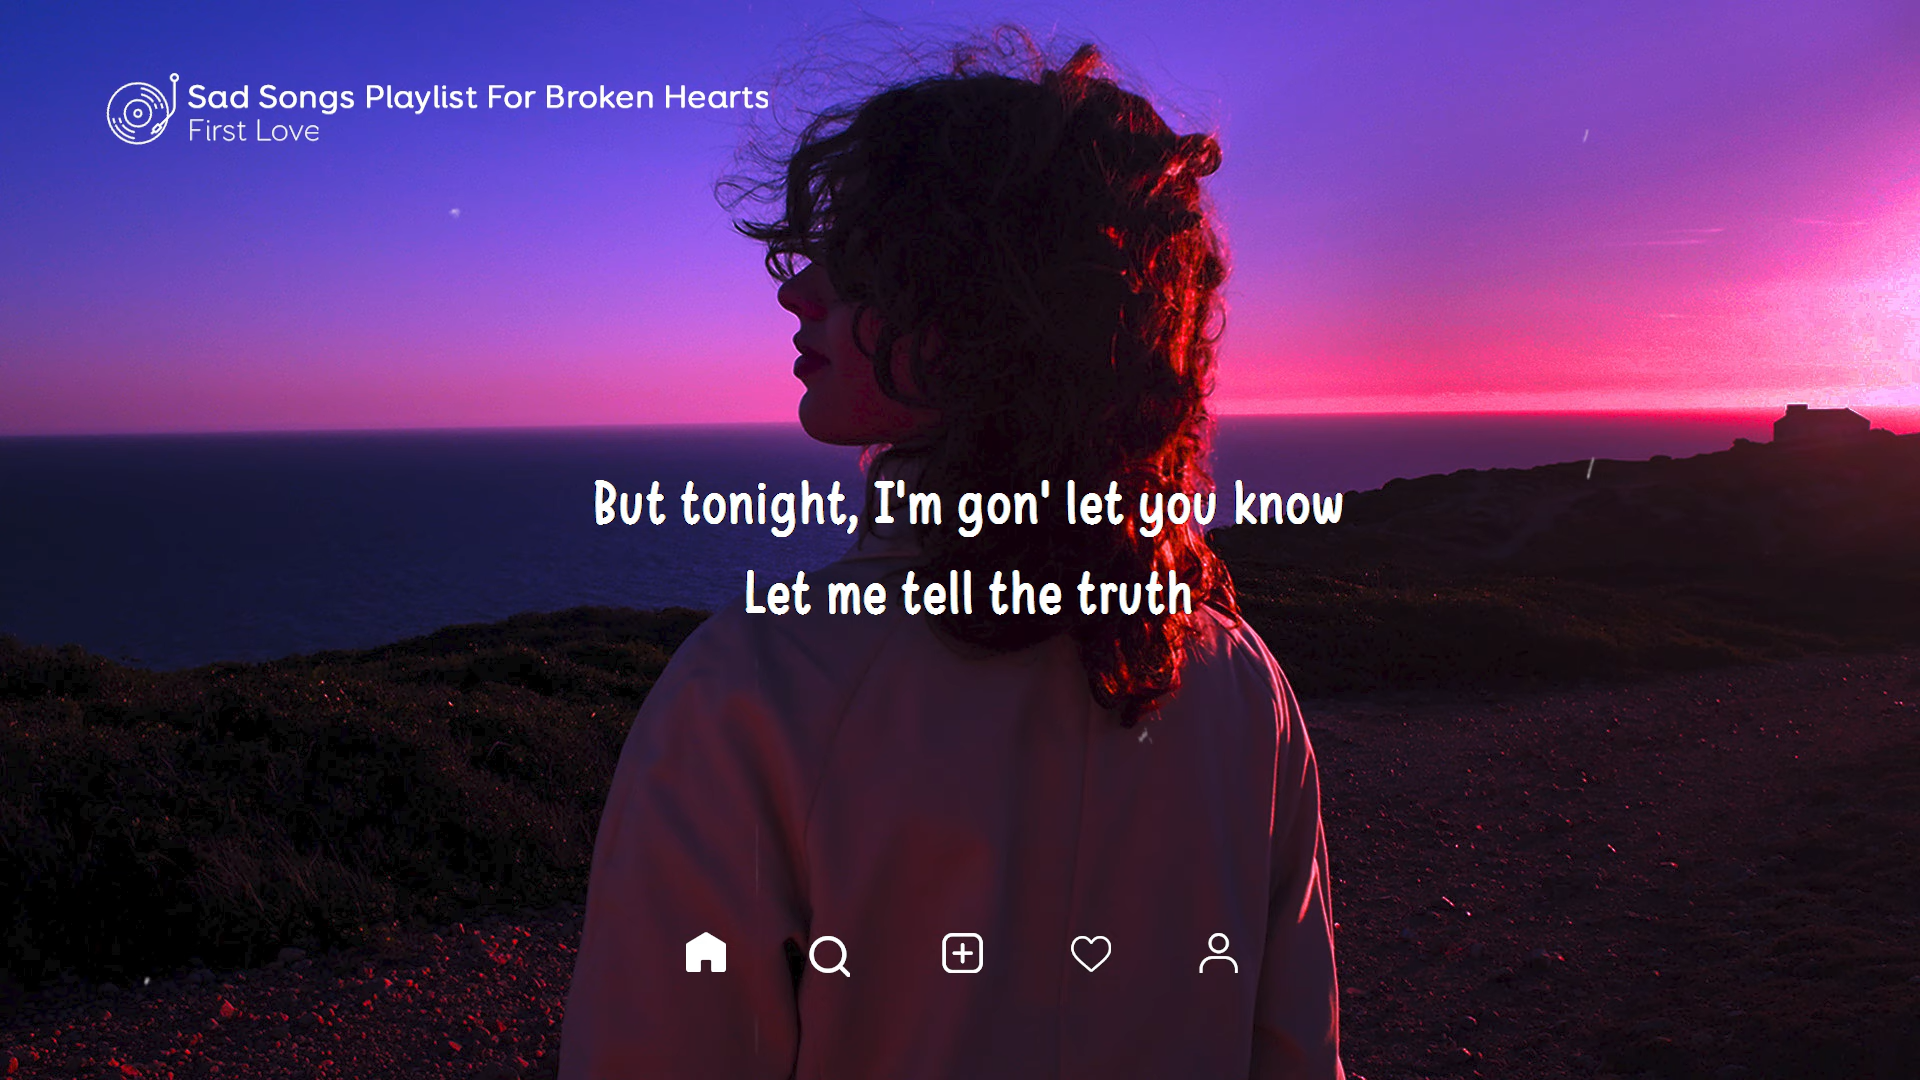 Sad Songs Playlist For Broken Hearts
First Love
But tonight, I'm gon' let you know
Let me tell the truth